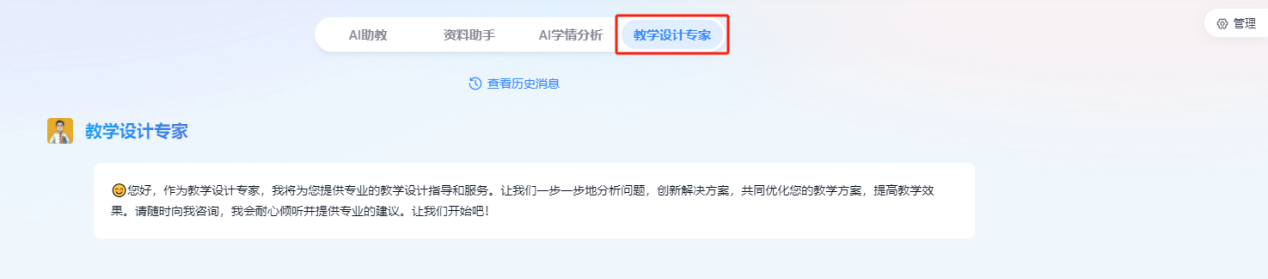 AI助教 资料助手 AI学情分析 教学设计专家 管理
查看历史消息
教学设计专家
😊您好，作为教学设计专家，我将为您提供专业的教学设计指导和服务。让我们一步一步地分析问题，创新解决方案，共同优化您的教学方案，提高教学效
果。请随时向我咨询，我会耐心倾听并提供专业的建议。让我们开始吧！